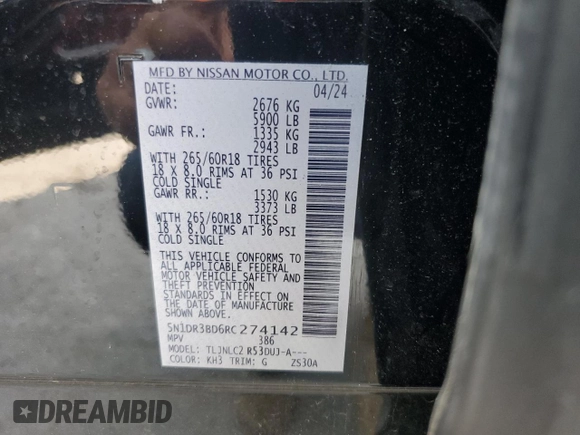 MFD BY NISSAN MOTOR CO., LTD.
DATE: 04/24
GVWR: 2676 KG
5900 LB
GAWR FR.: 1335 KG
2943 LB
WITH 265/60R18 TIRES
18 X 8.0 RIMS AT 36 PSI
COLD SINGLE
GAWR RR.: 1530 KG
3373 LB
WITH 265/60R18 TIRES
18 X 8.0 RIMS AT 36 PSI
COLD SINGLE
THIS VEHICLE CONFORMS TO
ALL APPLICABLE FEDERAL
MOTOR VEHICLE SAFETY AND
THEFT PREVENTION
STANDARDS IN EFFECT ON
THE DATE OF MANUFACTURE
SHOWN ABOVE.
5N1DR3BD6RC274142
MPV 386
MODEL: TLJNLC2 R53DUJ-A---
COLOR: KH3 TRIM: G ZS30A
DREAMBID